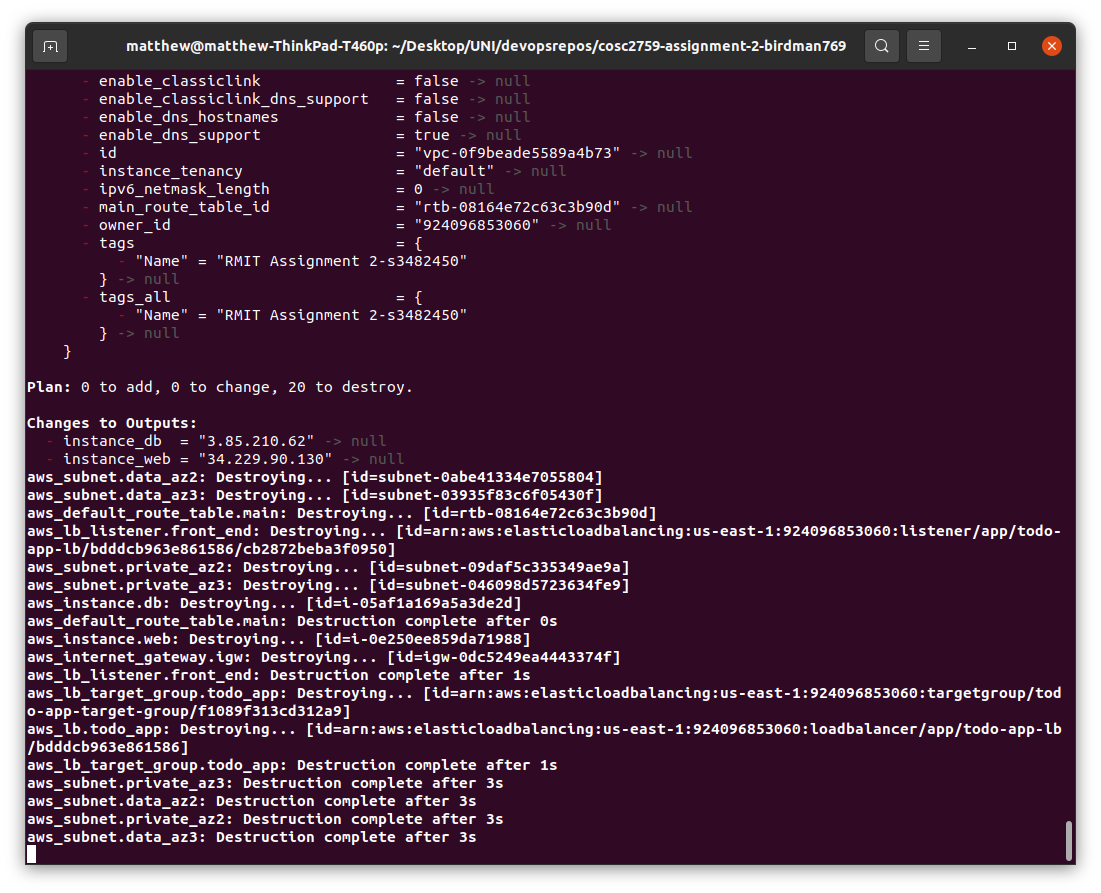 matthew@matthew-ThinkPad-T460p: ~/Desktop/UNI/devopsrepos/cosc2759-assignment-2-birdman769
- enable_classiclink = false -> null
- enable_classiclink_dns_support = false -> null
- enable_dns_hostnames = false -> null
- enable_dns_support = true -> null
- id = "vpc-0f9beade5589a4b73" -> null
- instance_tenancy = "default" -> null
- ipv6_netmask_length = 0 -> null
- main_route_table_id = "rtb-08164e72c63c3b90d" -> null
- owner_id = "924096853060" -> null
- tags = {
- "Name" = "RMIT Assignment 2-s3482450"
} -> null
- tags_all = {
- "Name" = "RMIT Assignment 2-s3482450"
} -> null
}
Plan: 0 to add, 0 to change, 20 to destroy.
Changes to Outputs:
- instance_db = "3.85.210.62" -> null
- instance_web = "34.229.90.130" -> null
aws_subnet.data_az2: Destroying... [id=subnet-0abe41334e7055804]
aws_subnet.data_az3: Destroying... [id=subnet-03935f83c6f05430f]
aws_default_route_table.main: Destroying... [id=rtb-08164e72c63c3b90d]
aws_lb_listener.front_end: Destroying... [id=arn:aws:elasticloadbalancing:us-east-1:924096853060:listener/app/todo-
app-lb/bdddcb963e861586/cb2872beba3f0950]
aws_subnet.private_az2: Destroying... [id=subnet-09daf5c335349ae9a]
aws_subnet.private_az3: Destroying... [id=subnet-046098d5723634fe9]
aws_instance.db: Destroying... [id=i-05af1a169a5a3de2d]
aws_default_route_table.main: Destruction complete after 0s
aws_instance.web: Destroying... [id=i-0e250ee859da71988]
aws_internet_gateway.igw: Destroying... [id=igw-0dc5249ea4443374f]
aws_lb_listener.front_end: Destruction complete after 1s
aws_lb_target_group.todo_app: Destroying... [id=arn:aws:elasticloadbalancing:us-east-1:924096853060:targetgroup/tod
o-app-target-group/f1089f313cd312a9]
aws_lb.todo_app: Destroying... [id=arn:aws:elasticloadbalancing:us-east-1:924096853060:loadbalancer/app/todo-app-lb
/bdddcb963e861586]
aws_lb_target_group.todo_app: Destruction complete after 1s
aws_subnet.private_az3: Destruction complete after 3s
aws_subnet.data_az2: Destruction complete after 3s
aws_subnet.private_az2: Destruction complete after 3s
aws_subnet.data_az3: Destruction complete after 3s